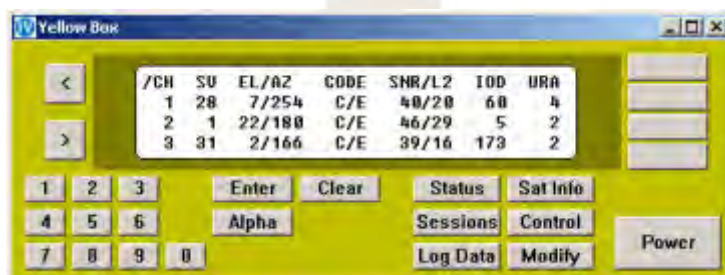 JV Yellow Box
<
/CH SV EL/AZ CODE SNR/L2 IOD URA
1 28 7/254 C/E 40/20 60 4
2 1 22/180 C/E 46/29 5 2
3 31 2/166 C/E 39/16 173 2
>
1 2 3 Enter Clear Status Sat Info
4 5 6 Alpha Sessions Control
7 8 9 0 Log Data Modify
Power